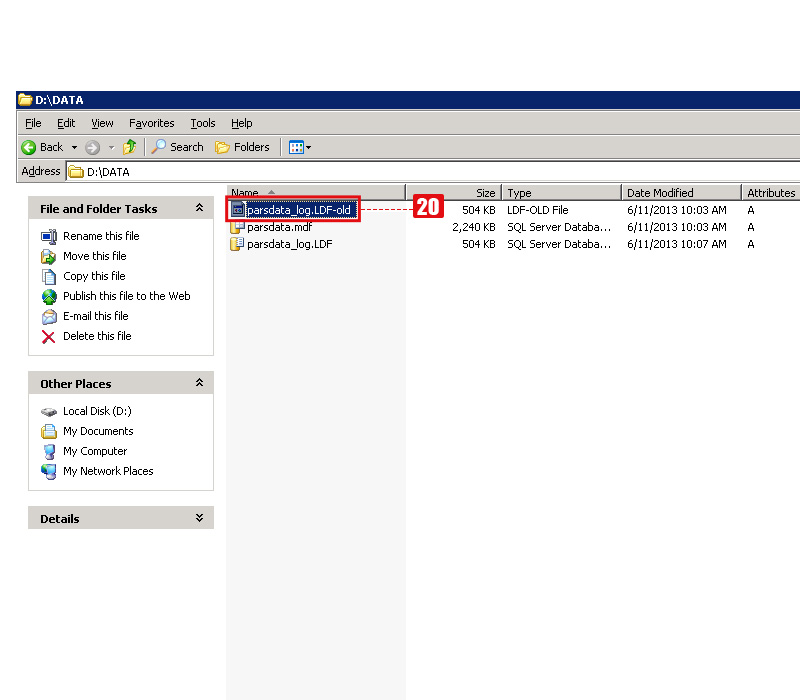 D:\DATA
File Edit View Favorites Tools Help
Back Search Folders
Address D:\DATA
Name Size Type Date Modified Attributes
parsdata_log.LDF-old 20 504 KB LDF-OLD File 6/11/2013 10:03 AM A
parsdata.mdf 2,240 KB SQL Server Databa... 6/11/2013 10:03 AM A
parsdata_log.LDF 504 KB SQL Server Databa... 6/11/2013 10:07 AM A
File and Folder Tasks
Rename this file
Move this file
Copy this file
Publish this file to the Web
E-mail this file
Delete this file
Other Places
Local Disk (D:)
My Documents
My Computer
My Network Places
Details